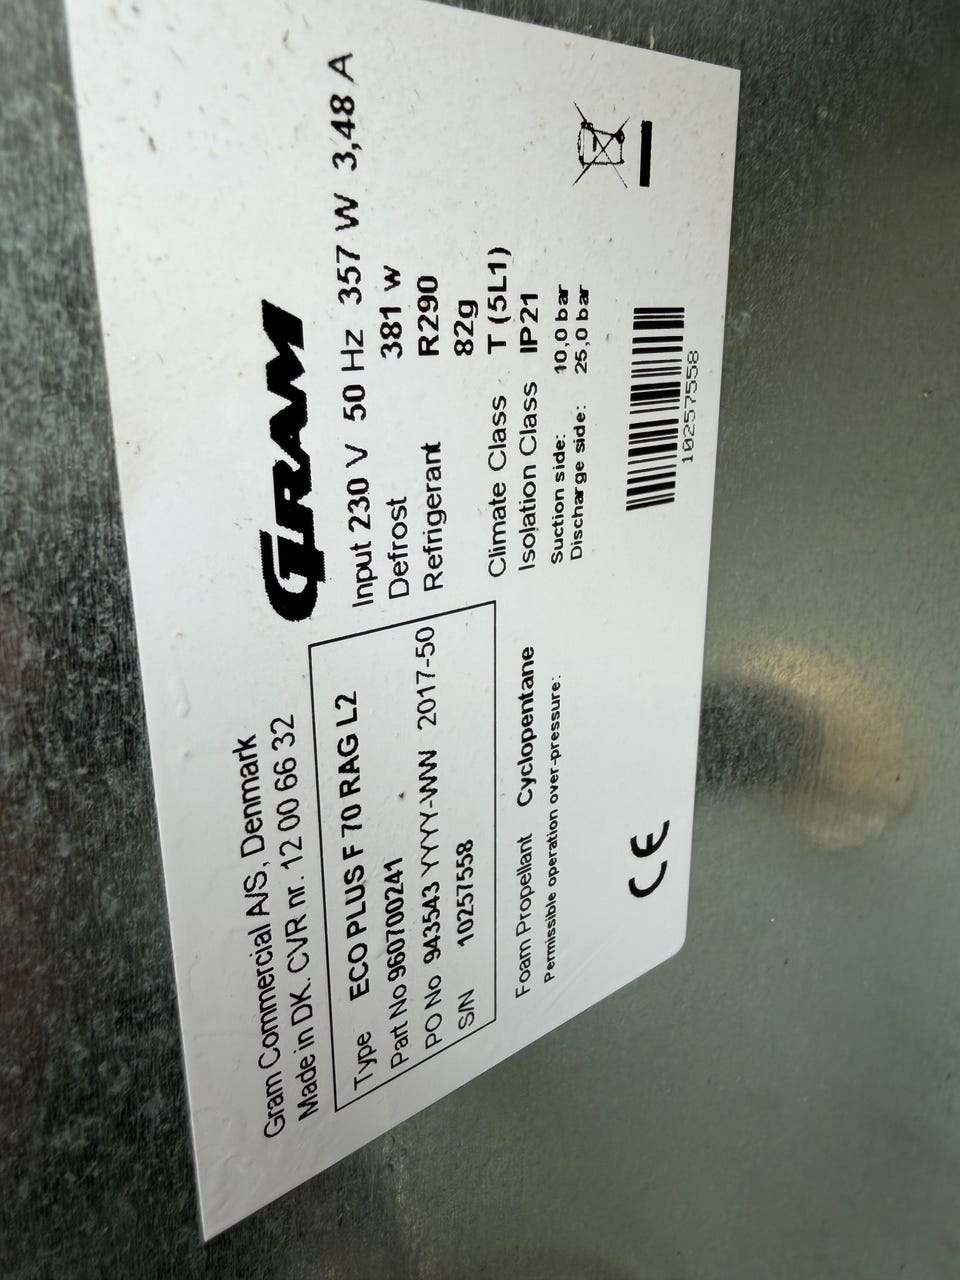 Gram Commercial A/S, Denmark
Made in DK. CVR nr. 12 00 66 32
GRAM
Type ECO PLUS F 70 RAG L2
Part No 960700241
PO No 943543 YYYY-WW 2017-50
S/N 10257558
Input 230 V 50 Hz 357 W 3,48 A
Defrost 381 w
Refrigerant R290
82g
Climate Class T (5L1)
Isolation Class IP21
Foam Propellant Cyclopentane
Permissible operation over-pressure:
Suction side: 10,0 bar
Discharge side: 25,0 bar
CE
10257558